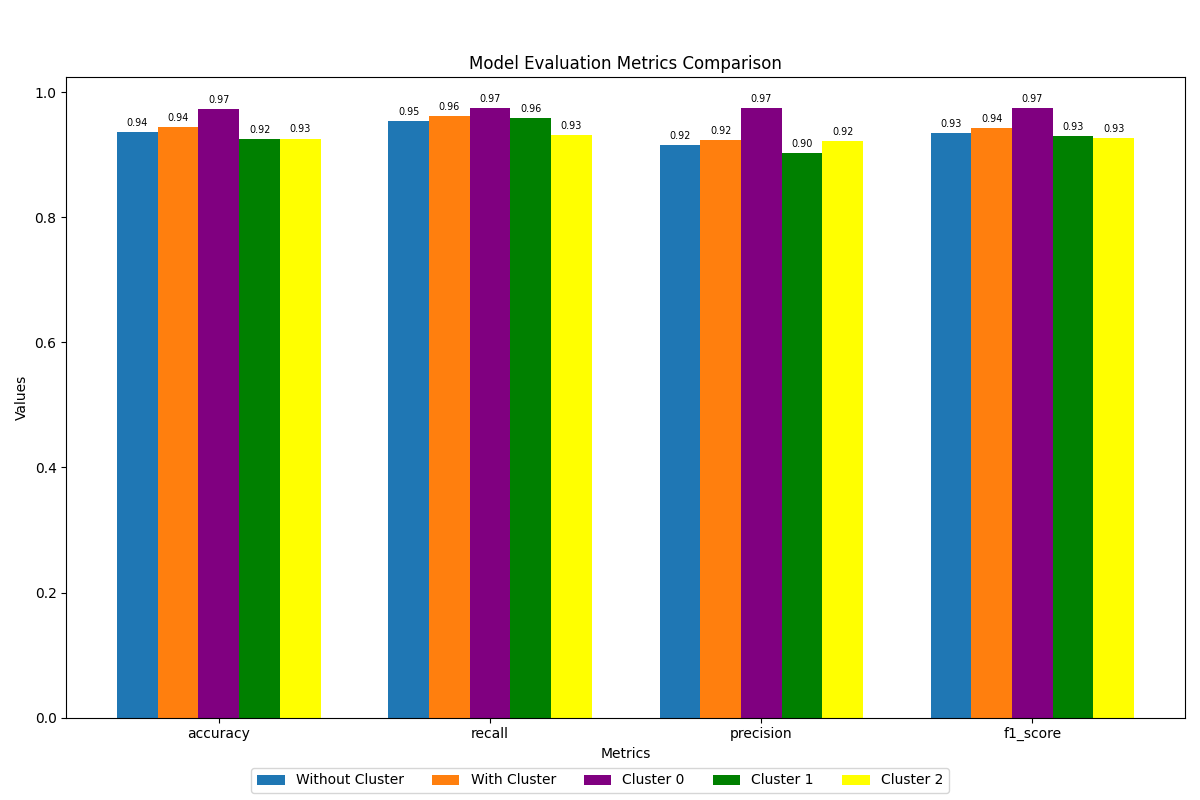 Model Evaluation Metrics Comparison
1.0
0.8
0.6
0.4
0.2
0.0
Values
0.94 0.94 0.97 0.92 0.93
0.95 0.96 0.97 0.96 0.93
0.92 0.92 0.97 0.90 0.92
0.93 0.94 0.97 0.93 0.93
accuracy recall precision f1_score
Metrics
Without Cluster With Cluster Cluster 0 Cluster 1 Cluster 2